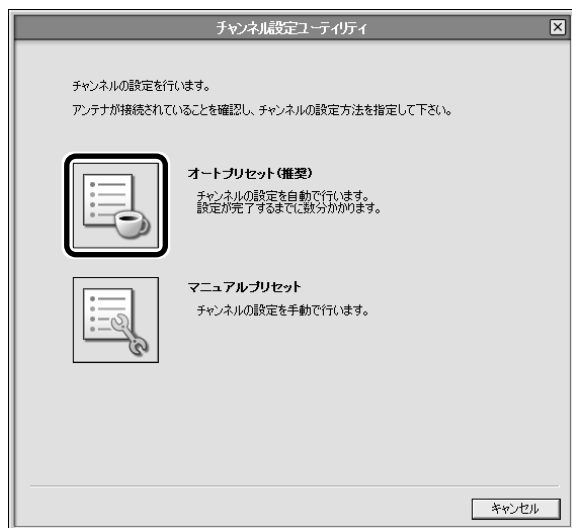 チャンネル設定ユーティリティ
チャンネルの設定を行います。
アンテナが接続されていることを確認し、チャンネルの設定方法を指定して下さい。
オートプリセット(推奨)
チャンネルの設定を自動で行います。
設定が完了するまでに数分かかります。
マニュアルプリセット
チャンネルの設定を手動で行います。
キャンセル